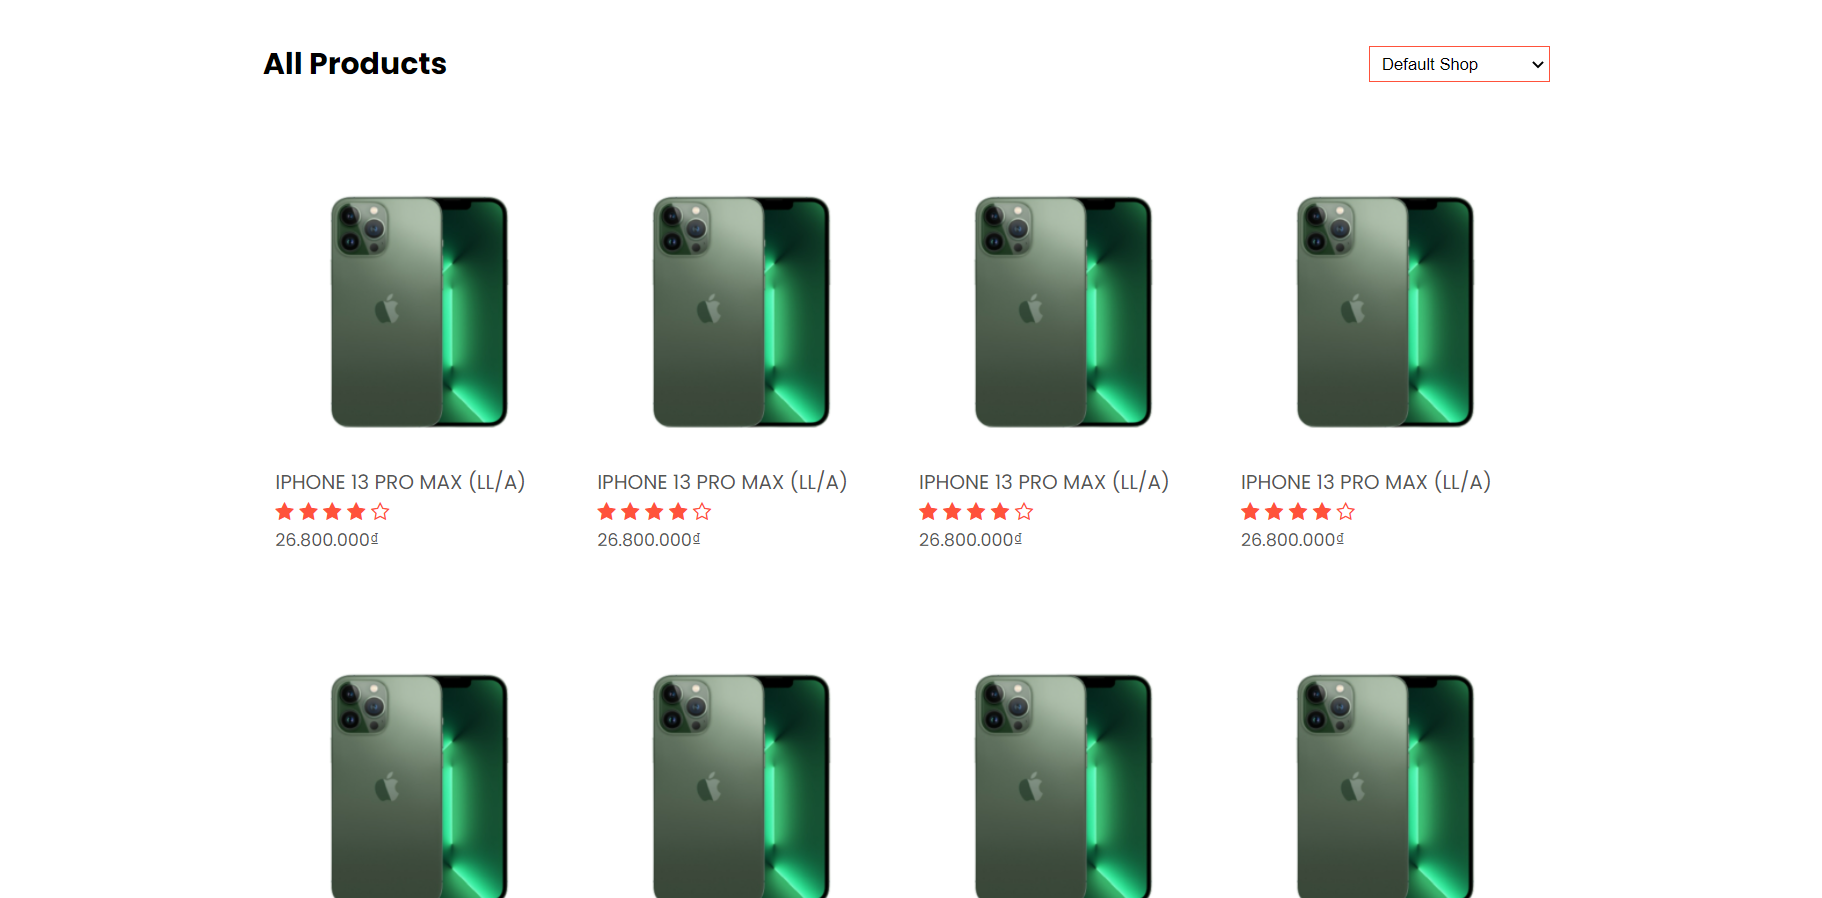 All Products
Default Shop
IPHONE 13 PRO MAX (LL/A)
26.800.000₫
IPHONE 13 PRO MAX (LL/A)
26.800.000₫
IPHONE 13 PRO MAX (LL/A)
26.800.000₫
IPHONE 13 PRO MAX (LL/A)
26.800.000₫